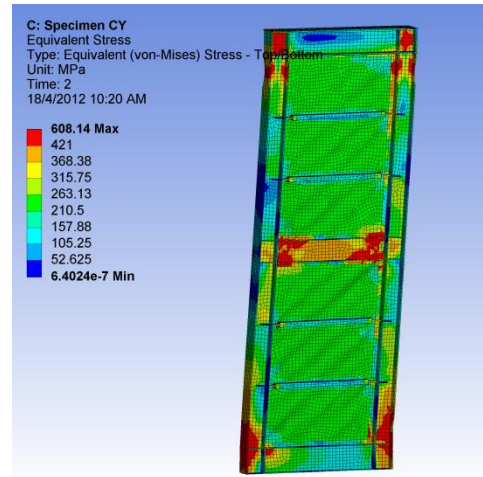 C: Specimen CY
Equivalent Stress
Type: Equivalent (von-Mises) Stress - Top/Bottom
Unit: MPa
Time: 2
18/4/2012 10:20 AM
608.14 Max
421
368.38
315.75
263.13
210.5
157.88
105.25
52.625
6.4024e-7 Min